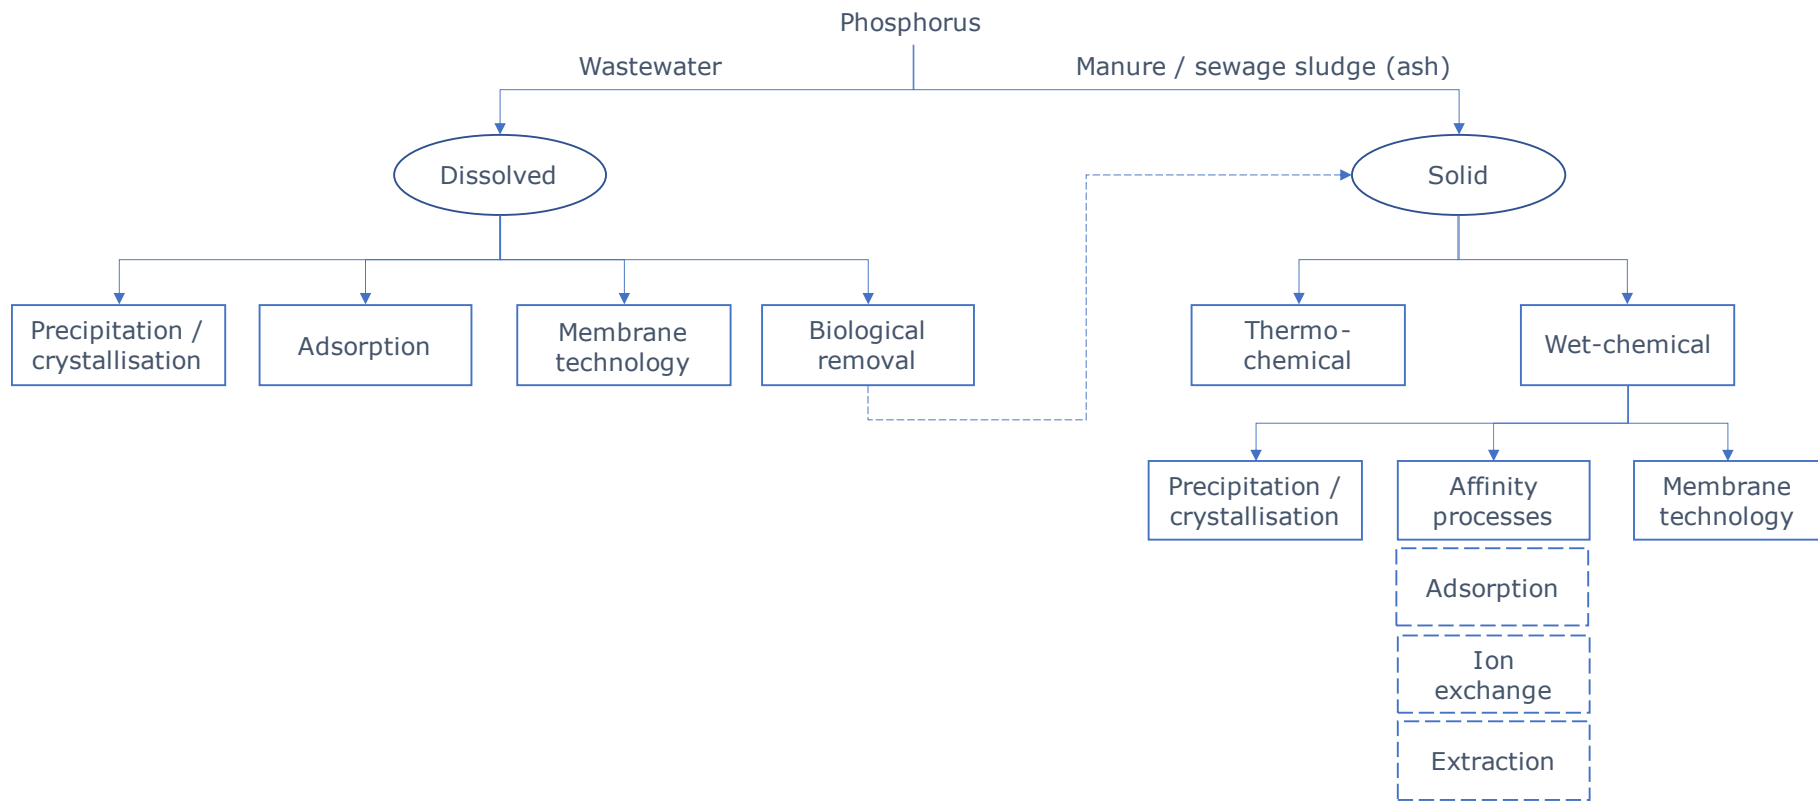 Phosphorus
Wastewater
Manure / sewage sludge (ash)
Dissolved
Solid
Precipitation /
crystallisation
Adsorption
Membrane
technology
Biological
removal
Thermo-
chemical
Wet-chemical
Precipitation /
crystallisation
Affinity
processes
Membrane
technology
Adsorption
Ion
exchange
Extraction